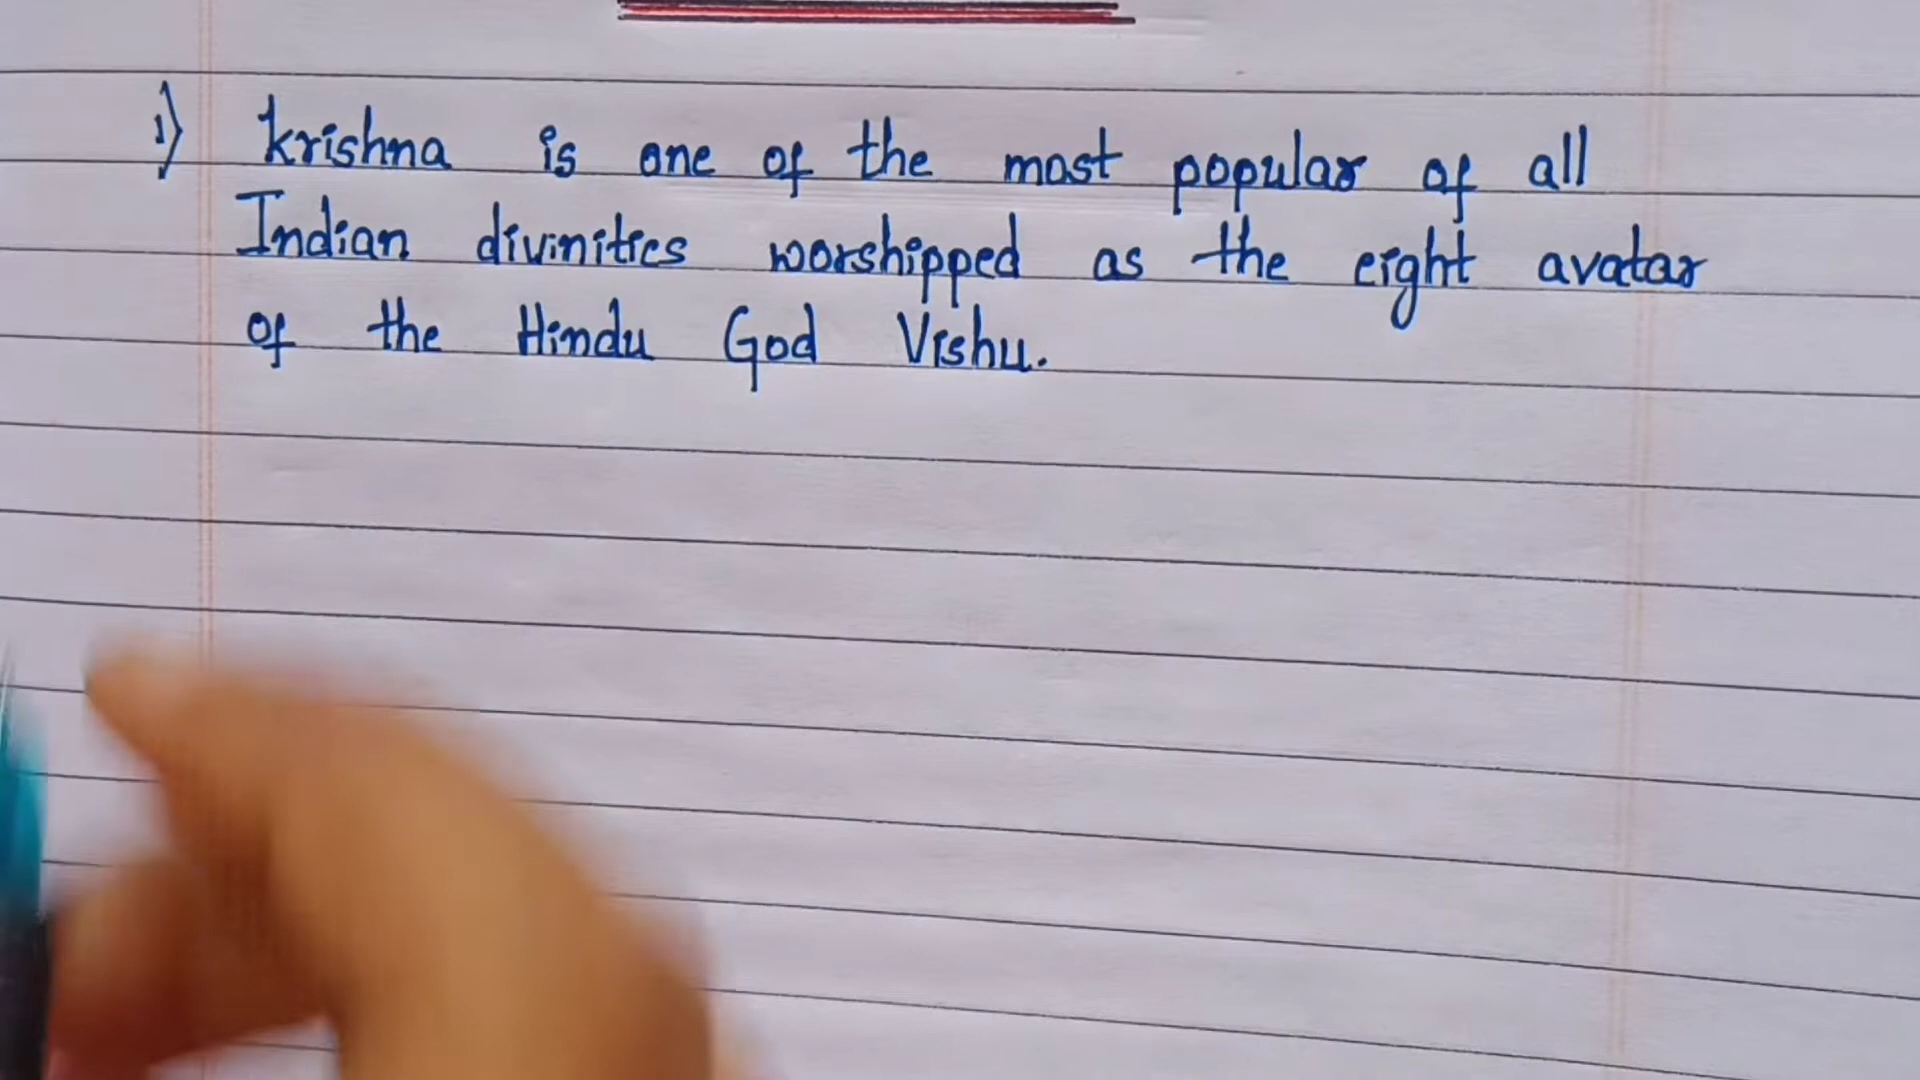 1) krishna is one of the most popular of all
Indian divinities worshipped as the eight avatar
of the Hindu God Vishu.